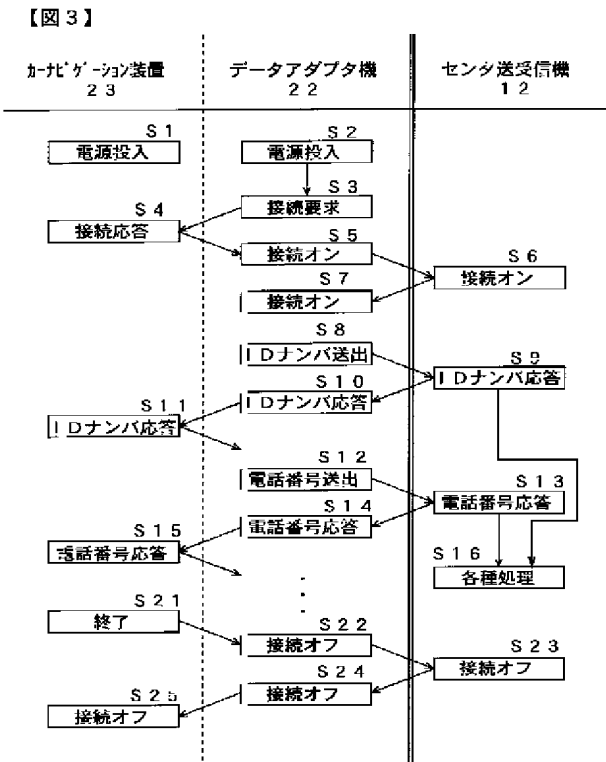 【図3】
カーナビゲーション装置
23
データアダプタ機
22
センタ送受信機
12
S1
電源投入
S2
電源投入
S3
接続要求
S4
接続応答
S5
接続オン
S6
接続オン
S7
接続オン
S8
IDナンバ送出
S9
IDナンバ応答
S10
IDナンバ応答
S11
IDナンバ応答
S12
電話番号送出
S13
電話番号応答
S14
電話番号応答
S15
電話番号応答
S16
各種処理
S21
終了
S22
接続オフ
S23
接続オフ
S24
接続オフ
S25
接続オフ